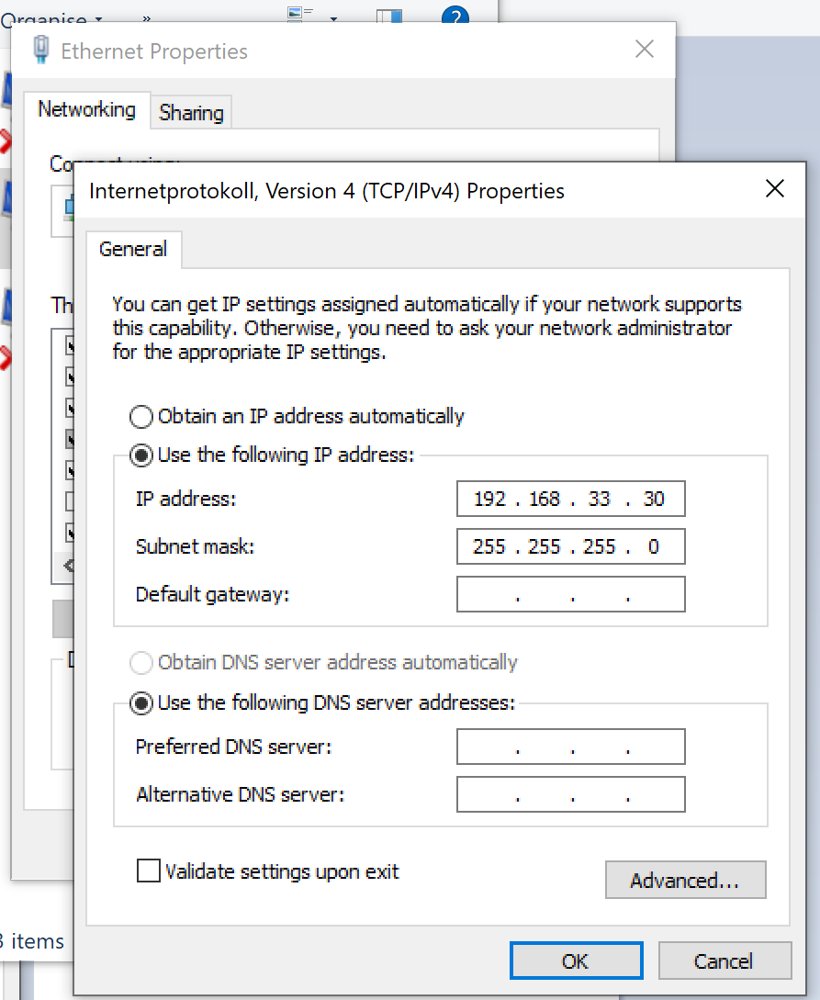 Organise
»
?
Ethernet Properties
Networking
Sharing
Internetprotokoll, Version 4 (TCP/IPv4) Properties
General
You can get IP settings assigned automatically if your network supports
this capability. Otherwise, you need to ask your network administrator
for the appropriate IP settings.
Obtain an IP address automatically
Use the following IP address:
IP address:
192 . 168 . 33 . 30
Subnet mask:
255 . 255 . 255 . 0
Default gateway:
. . .
Obtain DNS server address automatically
Use the following DNS server addresses:
Preferred DNS server:
. . .
Alternative DNS server:
. . .
Validate settings upon exit
Advanced...
items
OK
Cancel